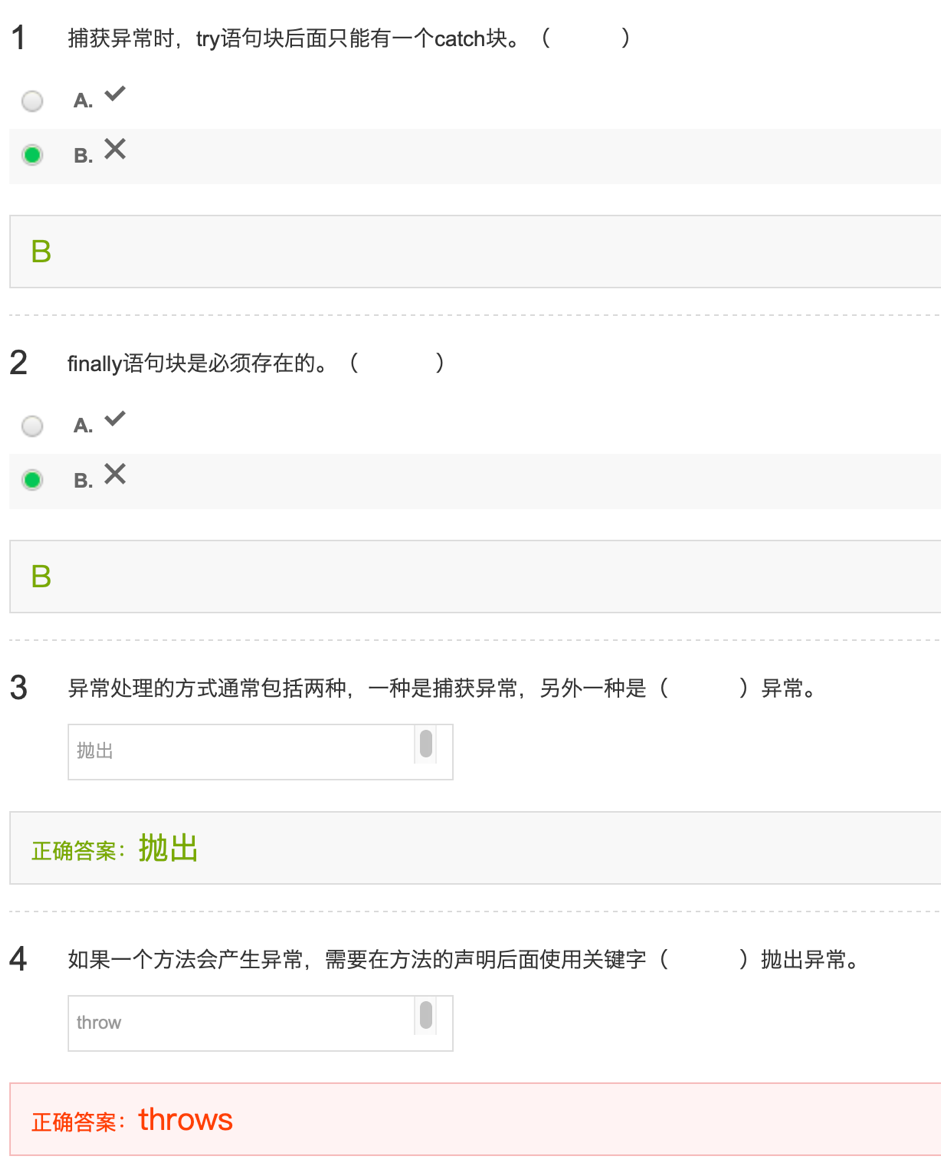 1 捕获异常时，try语句块后面只能有一个catch块。（ ）
A.
B.
B
2 finally语句块是必须存在的。（ ）
A.
B.
B
3 异常处理的方式通常包括两种，一种是捕获异常，另外一种是（ ）异常。
抛出
正确答案：抛出
4 如果一个方法会产生异常，需要在方法的声明后面使用关键字（ ）抛出异常。
throw
正确答案：throws